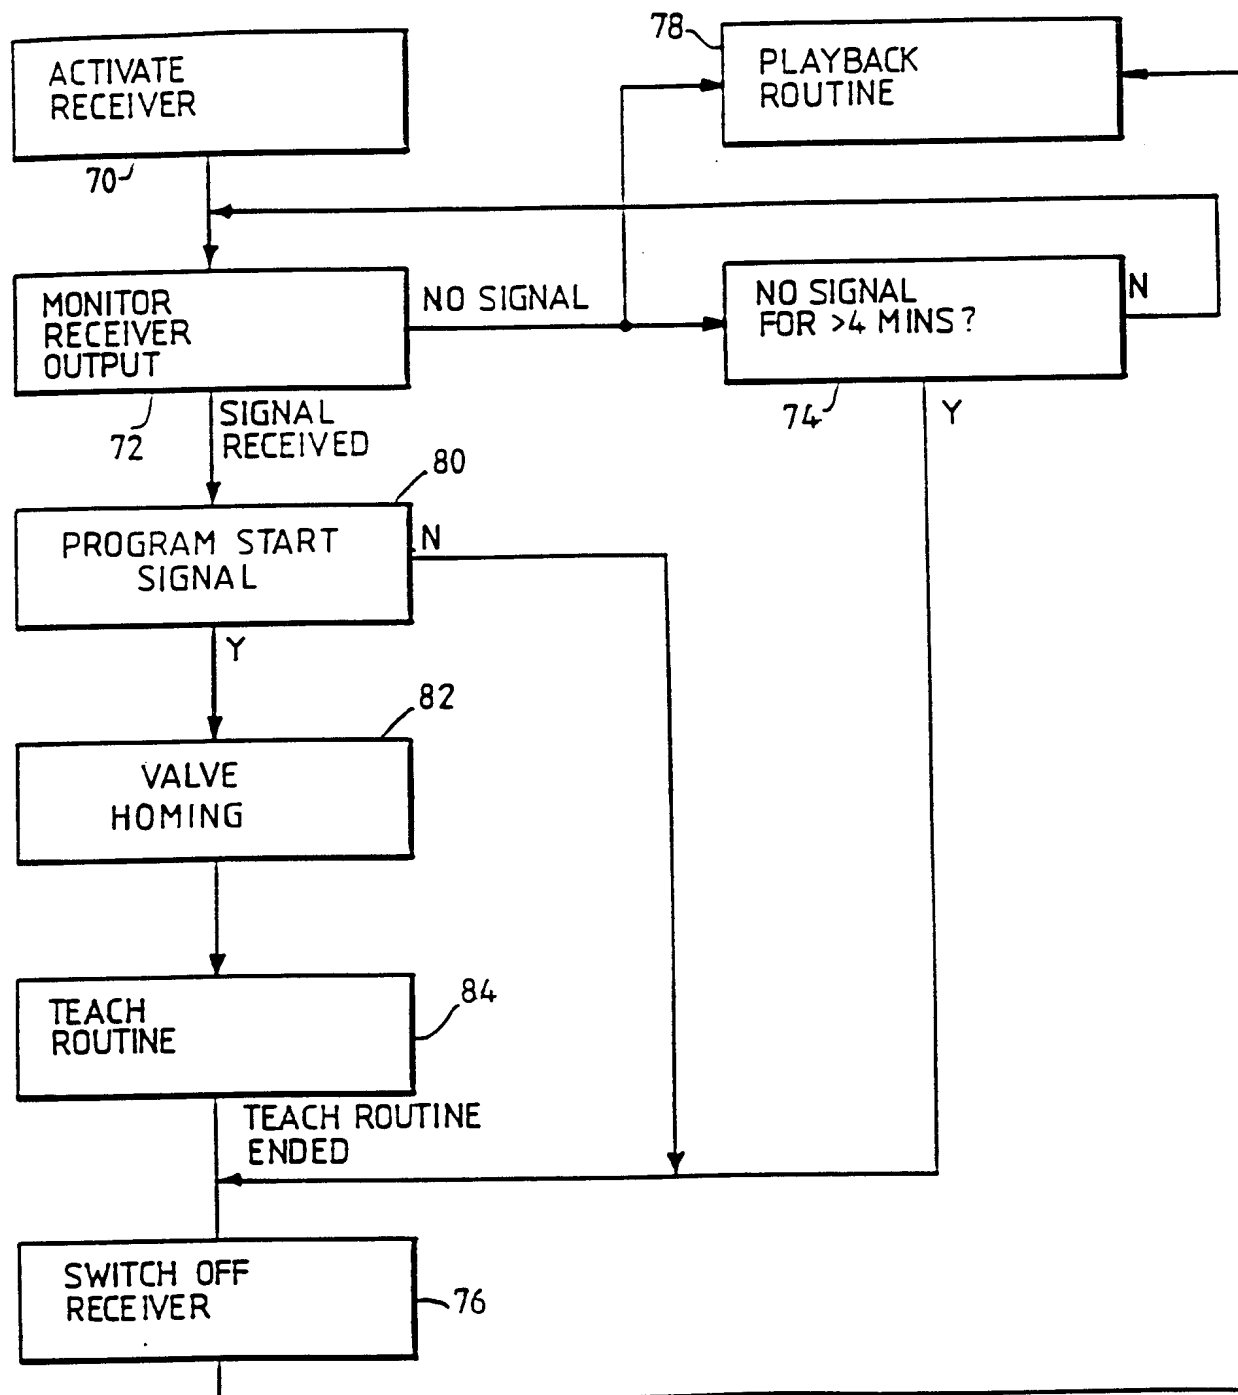 ACTIVATE
RECEIVER
70
78
PLAYBACK
ROUTINE
MONITOR
RECEIVER
OUTPUT
72
NO SIGNAL
NO SIGNAL
FOR >4 MINS?
74
N
Y
SIGNAL
RECEIVED
80
PROGRAM START
SIGNAL
N
Y
82
VALVE
HOMING
84
TEACH
ROUTINE
TEACH ROUTINE
ENDED
SWITCH OFF
RECEIVER
76